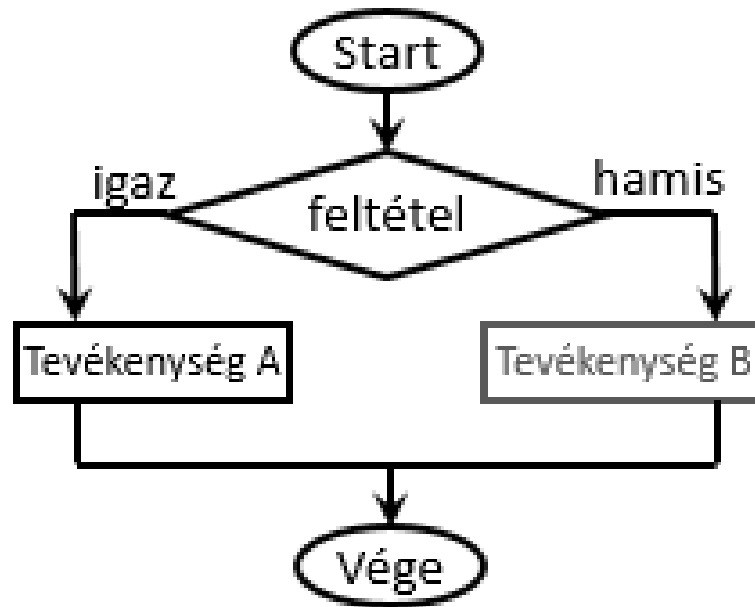 Start
igaz
hamis
feltétel
Tevékenység A
Tevékenység B
Vége